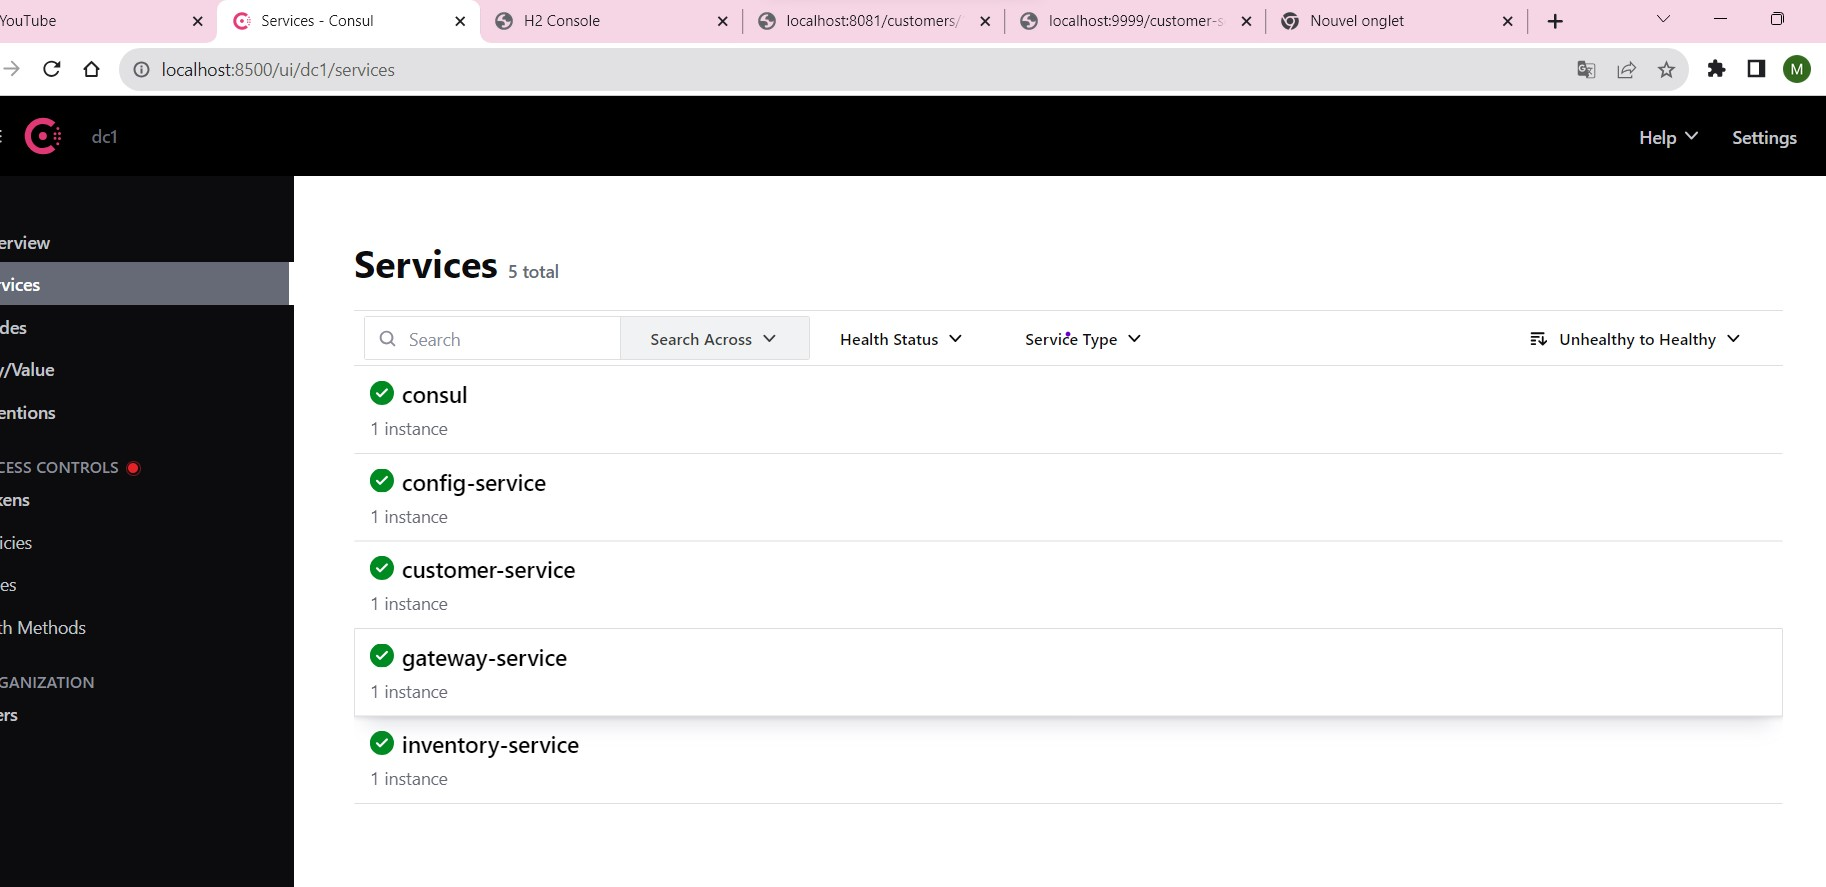 YouTube
Services - Consul
H2 Console
localhost:8081/customers/
localhost:9999/customer-s
Nouvel onglet
localhost:8500/ui/dc1/services
M
dc1
Help
Settings
erview
vices
des
y/Value
entions
CESS CONTROLS
kens
icies
es
th Methods
GANIZATION
ers
Services 5 total
Search
Search Across
Health Status
Service Type
Unhealthy to Healthy
consul
1 instance
config-service
1 instance
customer-service
1 instance
gateway-service
1 instance
inventory-service
1 instance